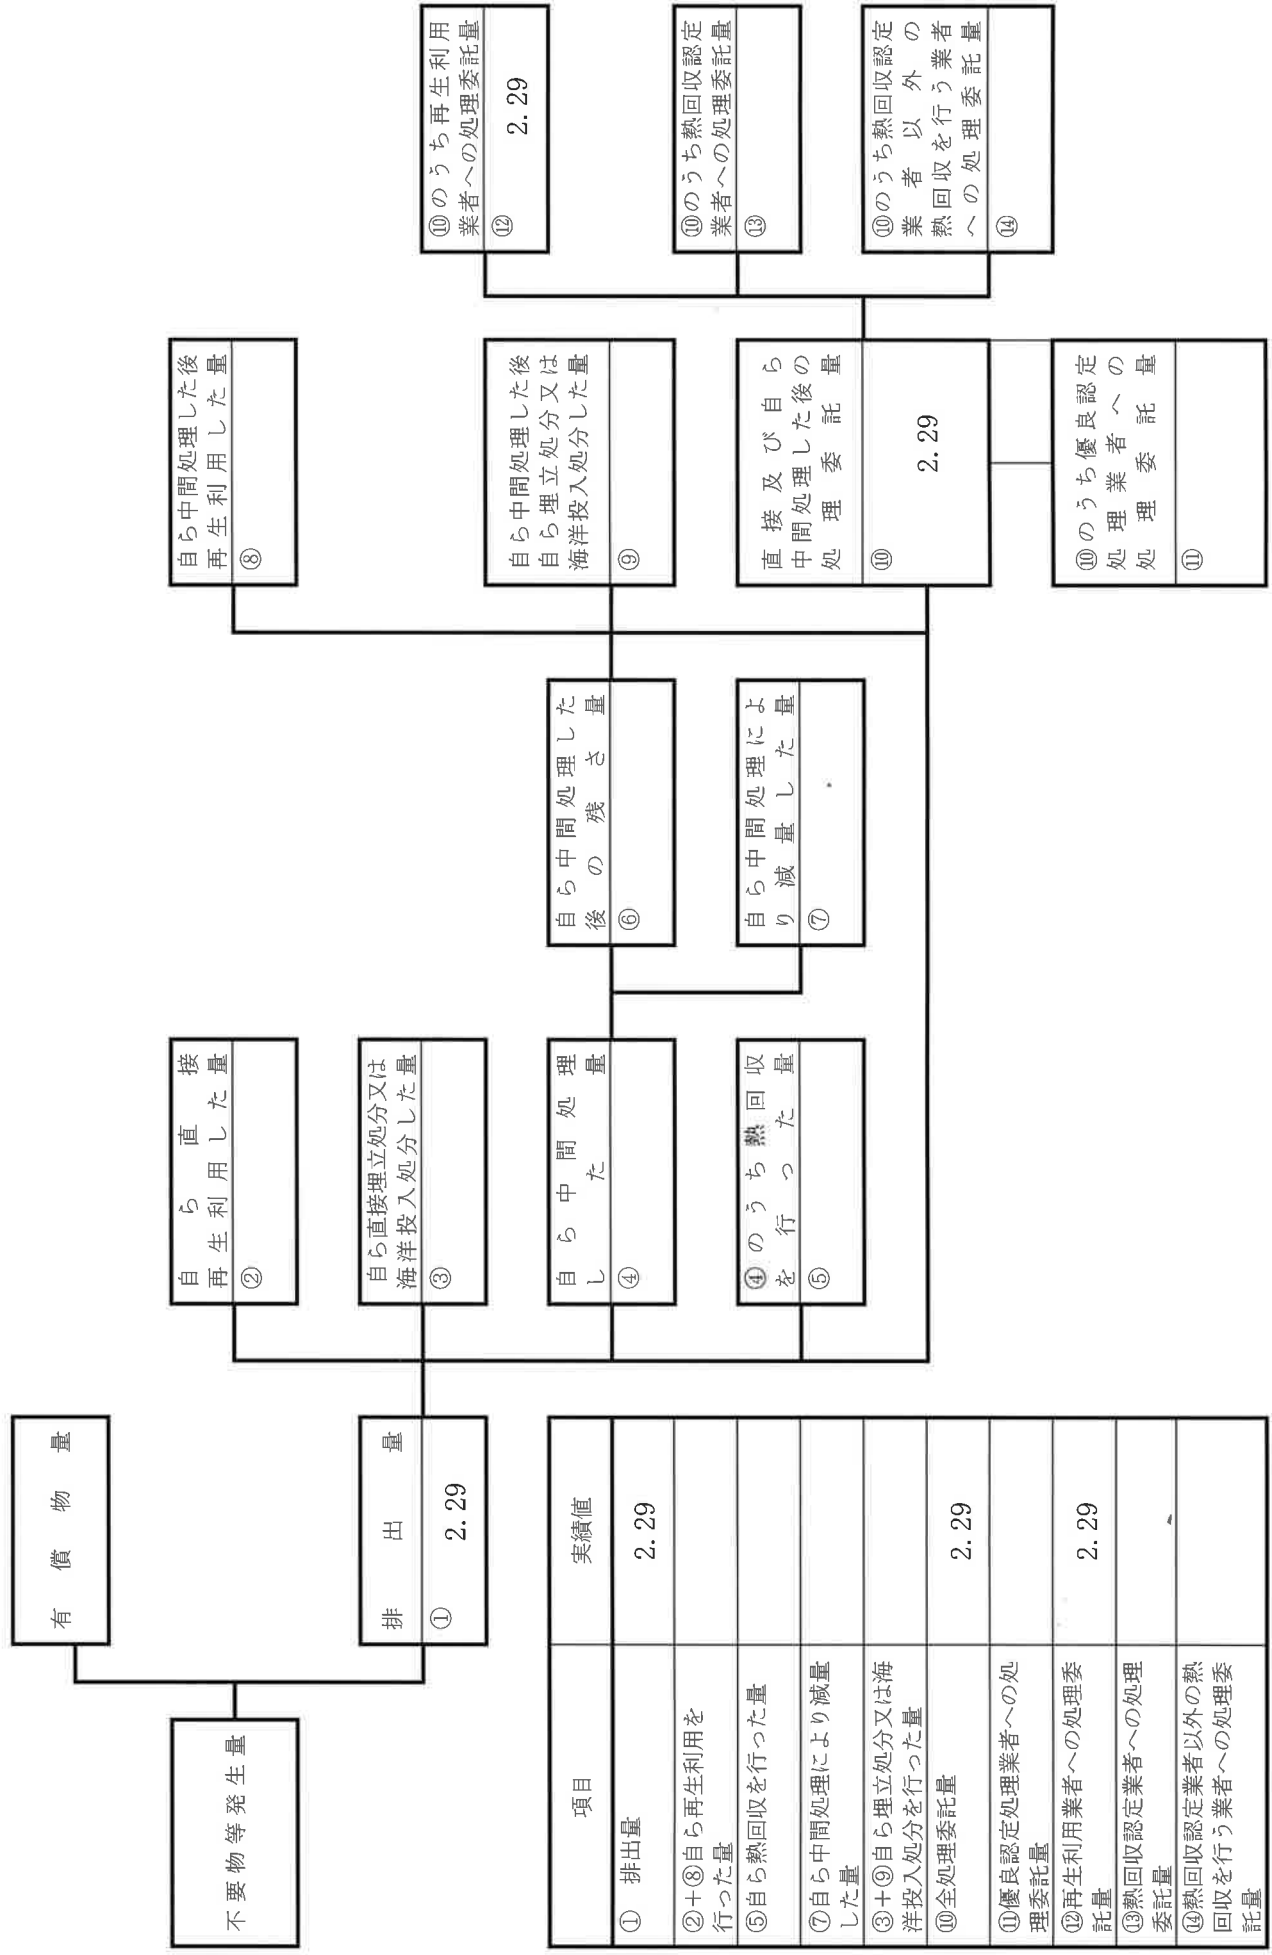 不要物等発生量
有償物量
排出量
① 2.29
自ら直接
再生利用した量
②
自ら直接埋立処分又は
海洋投入処分した量
③
自ら中間処理
した量
④
④のうち熱回収
を行った量
⑤
自ら中間処理した
後の残さ量
⑥
自ら中間処理によ
り減量した量
⑦
自ら中間処理した後
再生利用した量
⑧
自ら中間処理した後
自ら埋立処分又は
海洋投入処分した量
⑨
直接及び自ら
中間処理した後の
処理委託量
⑩
2.29
⑩のうち優良認定
処理業者への
処理委託量
⑪
⑩のうち再生利用
業者への処理委託量
⑫
2.29
⑩のうち熱回収認定
業者への処理委託量
⑬
⑩のうち熱回収認定
業者以外の
熱回収を行う業者
への処理委託量
⑭
項目 実績値
① 排出量 2.29
②+⑧自ら再生利用を
行った量
⑤自ら熱回収を行った量
⑦自ら中間処理により減量
した量
③+⑨自ら埋立処分又は海
洋投入処分を行った量
⑩全処理委託量 2.29
⑪優良認定処理業者への処
理委託量
⑫再生利用業者への処理委
託量 2.29
⑬熱回収認定業者への処理
委託量
⑭熱回収認定業者以外の熱
回収を行う業者への処理委
託量